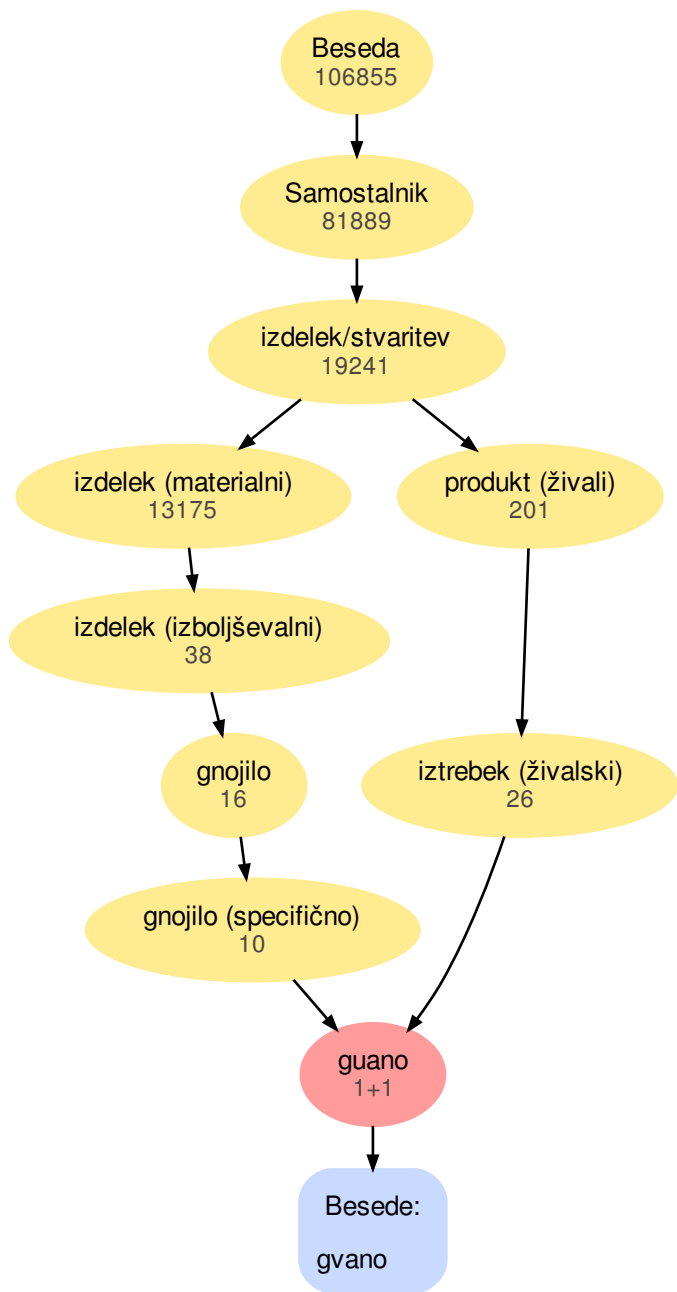 Beseda
106855
Samostalnik
81889
izdelek/stvaritev
19241
izdelek (materialni)
13175
produkt (živali)
201
izdelek (izboljševalni)
38
gnojilo
16
iztrebek (živalski)
26
gnojilo (specifično)
10
guano
1+1
Besede:
gvano